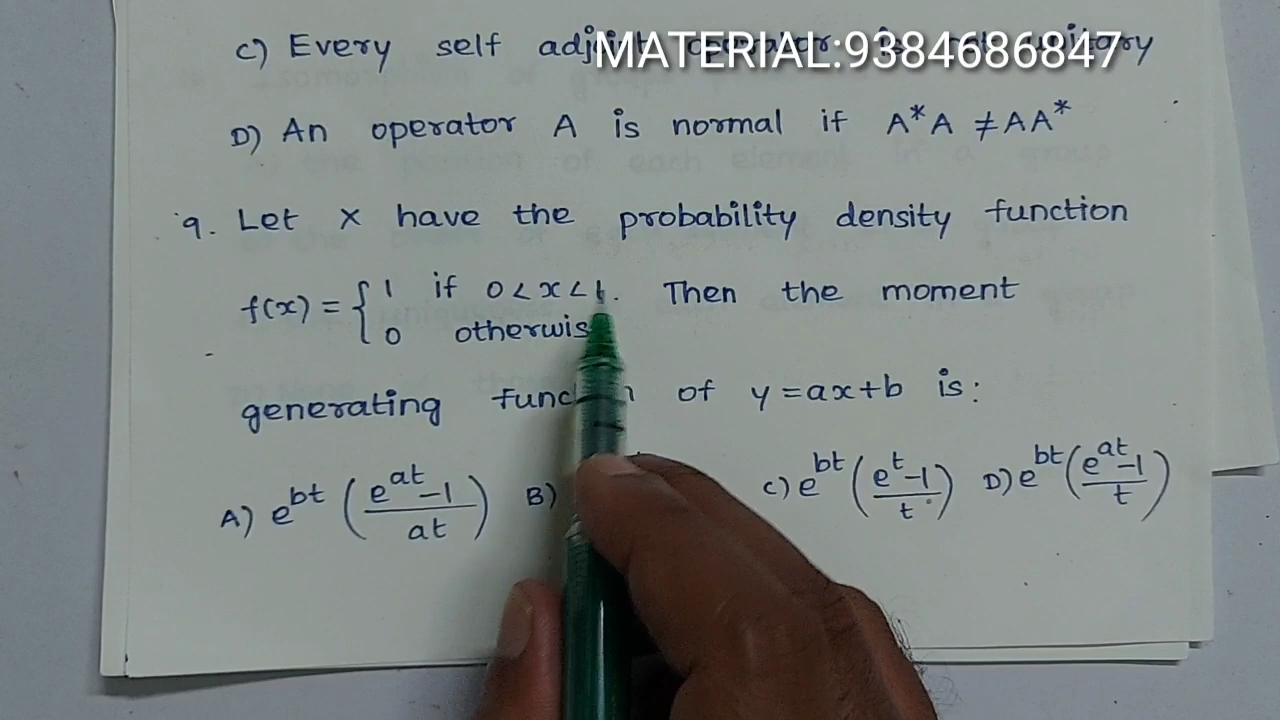 C) Every self
MATERIAL:9384686847
D) An operator A is normal if A*A ≠ AA*
9. Let X have the probability density function
f(x) = { 1 if 0 < x < 1. Then the moment
0 otherwis
generating func of y = ax + b is:
A) e^bt ( (e^at - 1) / at ) B) C) e^bt ( (e^t - 1) / t ) D) e^bt ( (e^at - 1) / t )